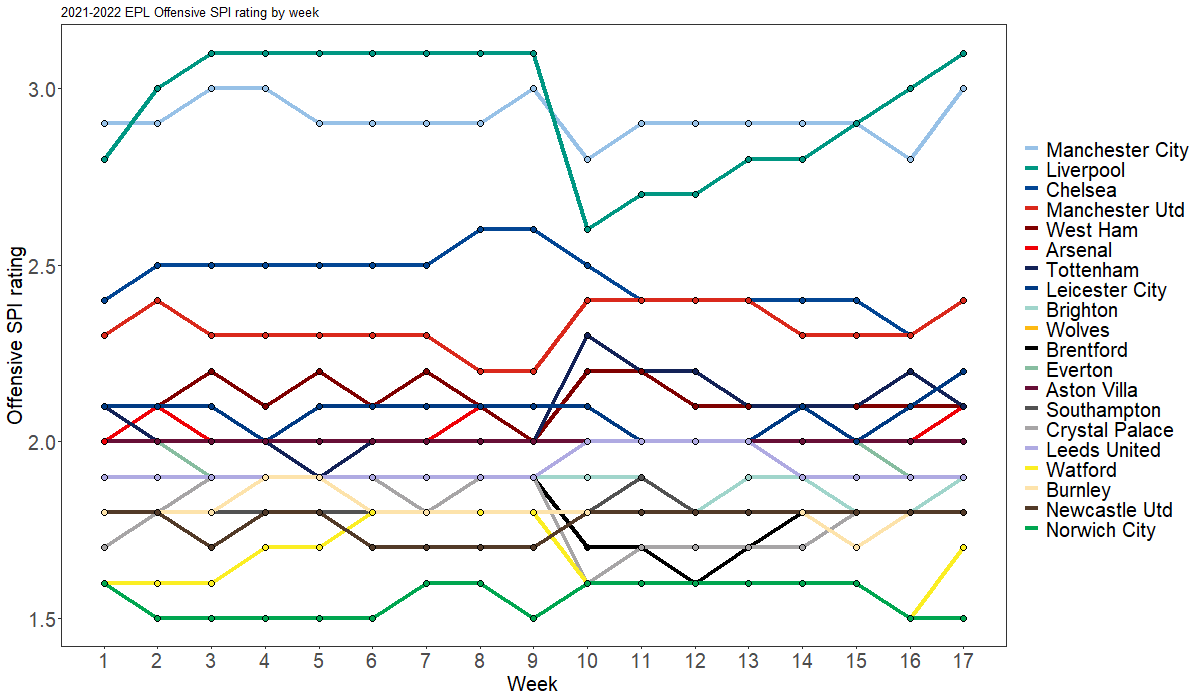 2021-2022 EPL Offensive SPI rating by week
3.0
2.5
2.0
1.5
Offensive SPI rating
1 2 3 4 5 6 7 8 9 10 11 12 13 14 15 16 17
Week
Manchester City
Liverpool
Chelsea
Manchester Utd
West Ham
Arsenal
Tottenham
Leicester City
Brighton
Wolves
Brentford
Everton
Aston Villa
Southampton
Crystal Palace
Leeds United
Watford
Burnley
Newcastle Utd
Norwich City